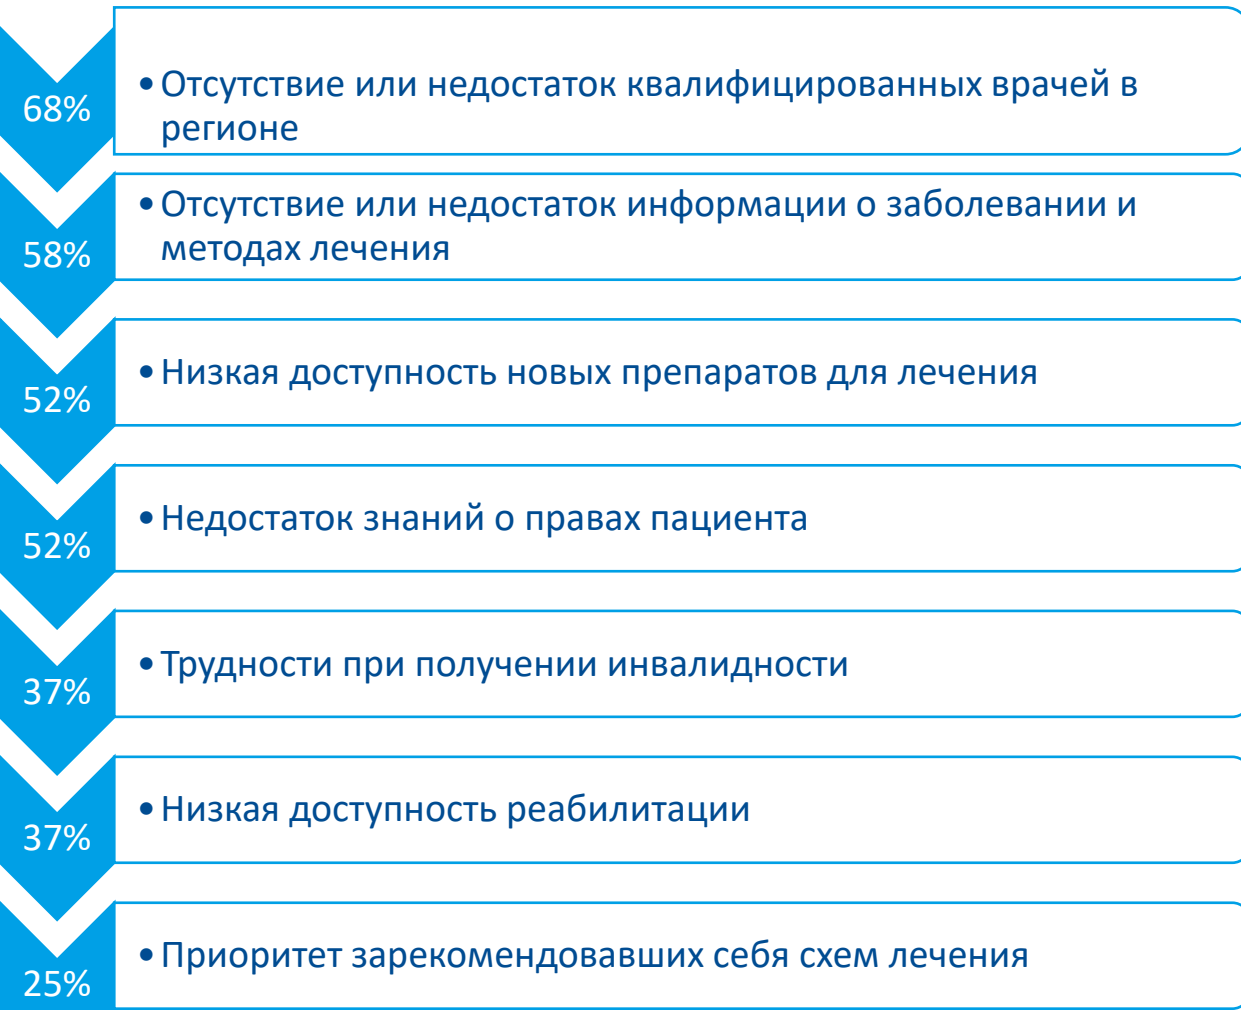 68%
• Отсутствие или недостаток квалифицированных врачей в
регионе
58%
• Отсутствие или недостаток информации о заболевании и
методах лечения
52%
• Низкая доступность новых препаратов для лечения
52%
• Недостаток знаний о правах пациента
37%
• Трудности при получении инвалидности
37%
• Низкая доступность реабилитации
25%
• Приоритет зарекомендовавших себя схем лечения